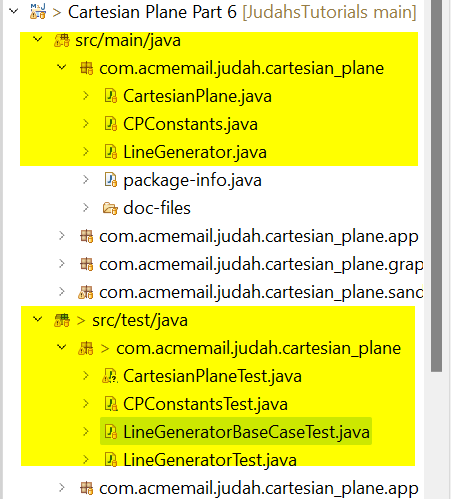 > Cartesian Plane Part 6 [JudahsTutorials main]
src/main/java
com.acmemail.judah.cartesian_plane
CartesianPlane.java
CPConstants.java
LineGenerator.java
package-info.java
doc-files
com.acmemail.judah.cartesian_plane.app
com.acmemail.judah.cartesian_plane.grap
com.acmemail.judah.cartesian_plane.sand
> src/test/java
> com.acmemail.judah.cartesian_plane
CartesianPlaneTest.java
CPConstantsTest.java
LineGeneratorBaseCaseTest.java
LineGeneratorTest.java
com.acmemail.judah.cartesian_plane.app